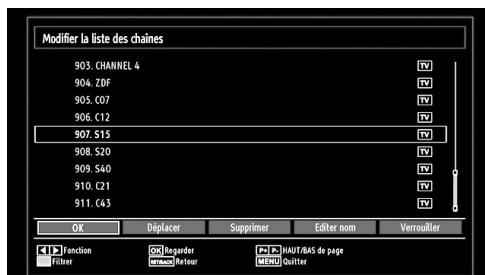 Modifier la liste des chaînes
903. CHANNEL 4 TV
904. ZDF TV
905. C07 TV
906. C12 TV
907. S15 TV
908. S20 TV
909. S40 TV
910. C21 TV
911. C43 TV
OK Déplacer Supprimer Editer nom Verrouiller
Fonction OK Regarder P+ P- HAUT/BAS de page
Filtrer RET/BACK Retour MENU Quitter